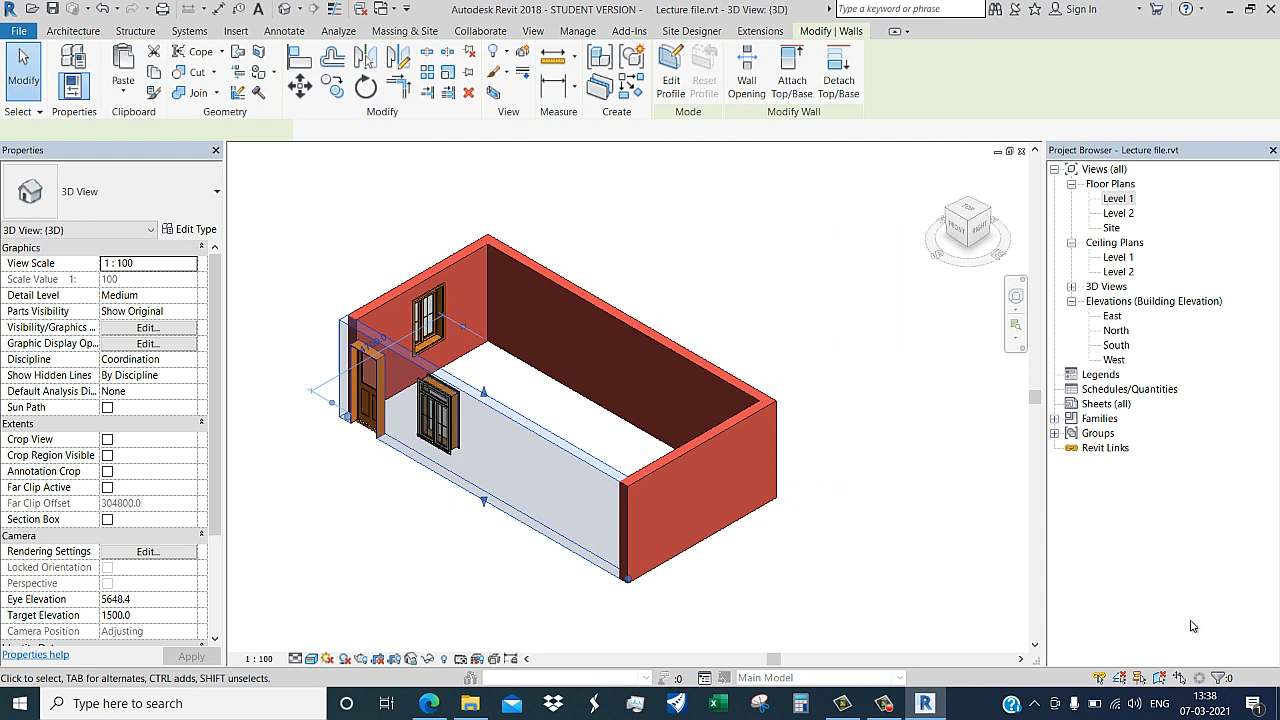 Autodesk Revit 2018 - STUDENT VERSION - Lecture file.rvt - 3D View: {3D}
Type a keyword or phrase
Sign In
File Architecture Structure Systems Insert Annotate Analyze Massing & Site Collaborate View Manage Add-Ins Site Designer Extensions Modify | Walls
Modify
Paste
Cope
Cut
Join
Edit Profile
Reset Profile
Wall Opening
Attach Top/Base
Detach Top/Base
Select Properties Clipboard Geometry Modify View Measure Create Mode Modify Wall
Properties
3D View
3D View: {3D} Edit Type
Graphics
View Scale 1 : 100
Scale Value 1: 100
Detail Level Medium
Parts Visibility Show Original
Visibility/Graphics ... Edit...
Graphic Display Op... Edit...
Discipline Coordination
Show Hidden Lines By Discipline
Default Analysis Di... None
Sun Path
Extents
Crop View
Crop Region Visible
Annotation Crop
Far Clip Active
Far Clip Offset 304800.0
Section Box
Camera
Rendering Settings Edit...
Locked Orientation
Perspective
Eye Elevation 5648.4
Target Elevation 1500.0
Camera Position Adjusting
Properties help Apply
TOP
FRONT
RIGHT
1 : 100
Project Browser - Lecture file.rvt
Views (all)
Floor Plans
Level 1
Level 2
Site
Ceiling Plans
Level 1
Level 2
3D Views
Elevations (Building Elevation)
East
North
South
West
Legends
Schedules/Quantities
Sheets (all)
Families
Groups
Revit Links
Click to select, TAB for alternates, CTRL adds, SHIFT unselects.
:0
Main Model
:0
Type here to search
ENG
13:38
07-03-2021